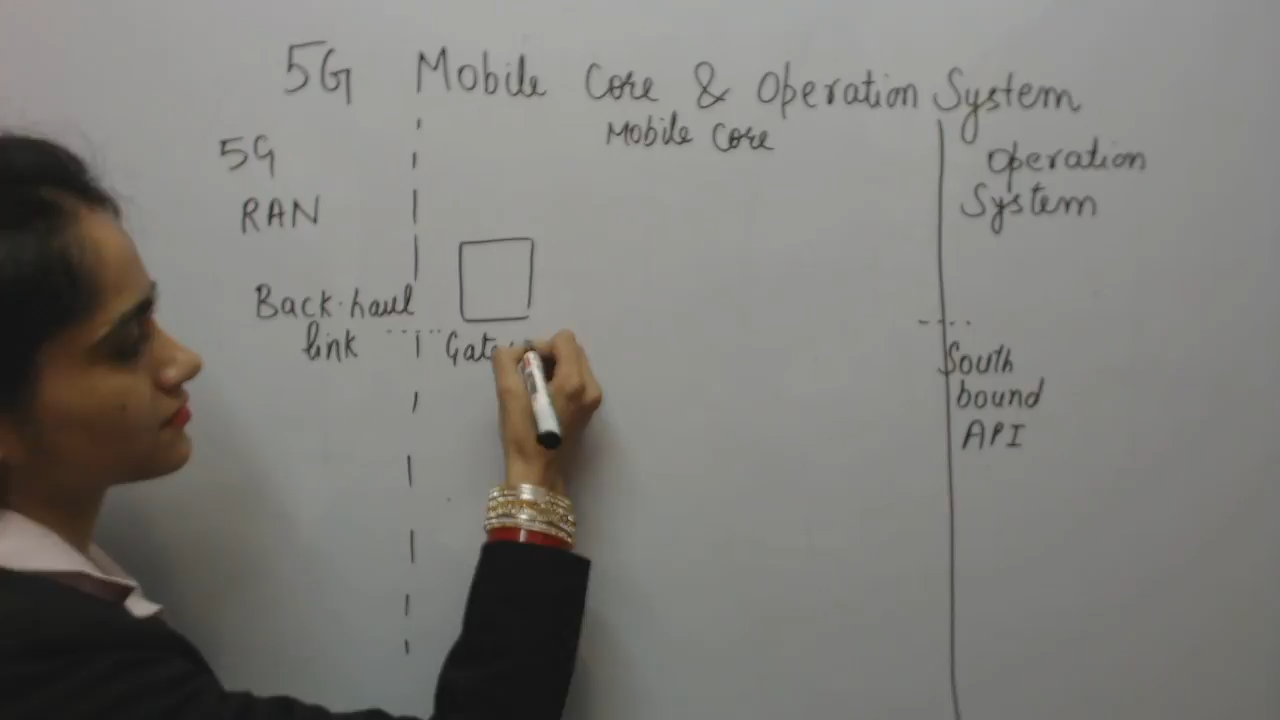 5G Mobile Core & Operation System
Mobile Core
5G
RAN
Operation
System
Back-haul
link
South
bound
API